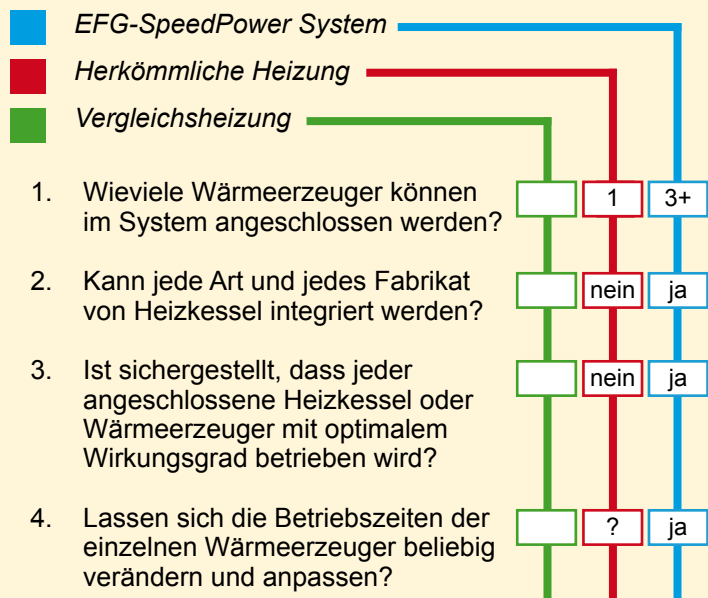 EFG-SpeedPower System
Herkömmliche Heizung
Vergleichsheizung
1. Wieviele Wärmeerzeuger können
im System angeschlossen werden? 1 3+
2. Kann jede Art und jedes Fabrikat
von Heizkessel integriert werden? nein ja
3. Ist sichergestellt, dass jeder
angeschlossene Heizkessel oder nein ja
Wärmeerzeuger mit optimalem
Wirkungsgrad betrieben wird?
4. Lassen sich die Betriebszeiten der ? ja
einzelnen Wärmeerzeuger beliebig
verändern und anpassen?